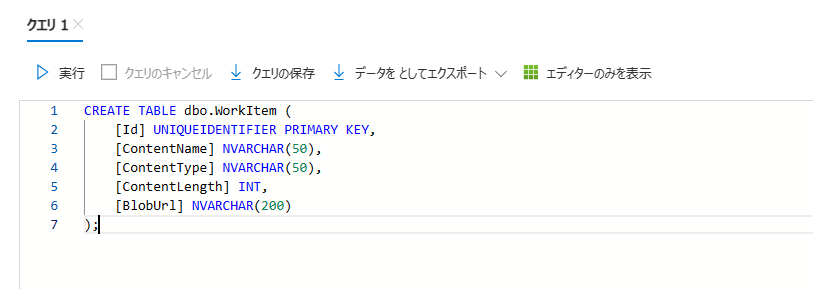 クエリ 1
実行 クエリのキャンセル クエリの保存 データを としてエクスポート エディターのみを表示
1 CREATE TABLE dbo.WorkItem (
2 [Id] UNIQUEIDENTIFIER PRIMARY KEY,
3 [ContentName] NVARCHAR(50),
4 [ContentType] NVARCHAR(50),
5 [ContentLength] INT,
6 [BlobUrl] NVARCHAR(200)
7 );